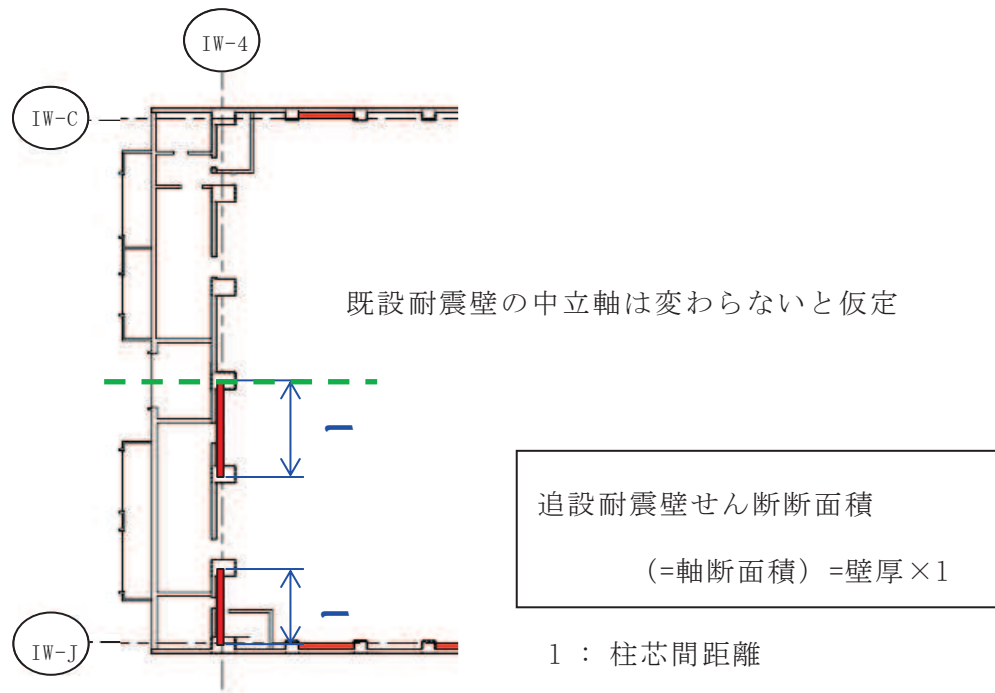 IW-4
IW-C
既設耐震壁の中立軸は変わらないと仮定
l
追設耐震壁せん断断面積
(=軸断面積) =壁厚×l
l
IW-J
l : 柱芯間距離